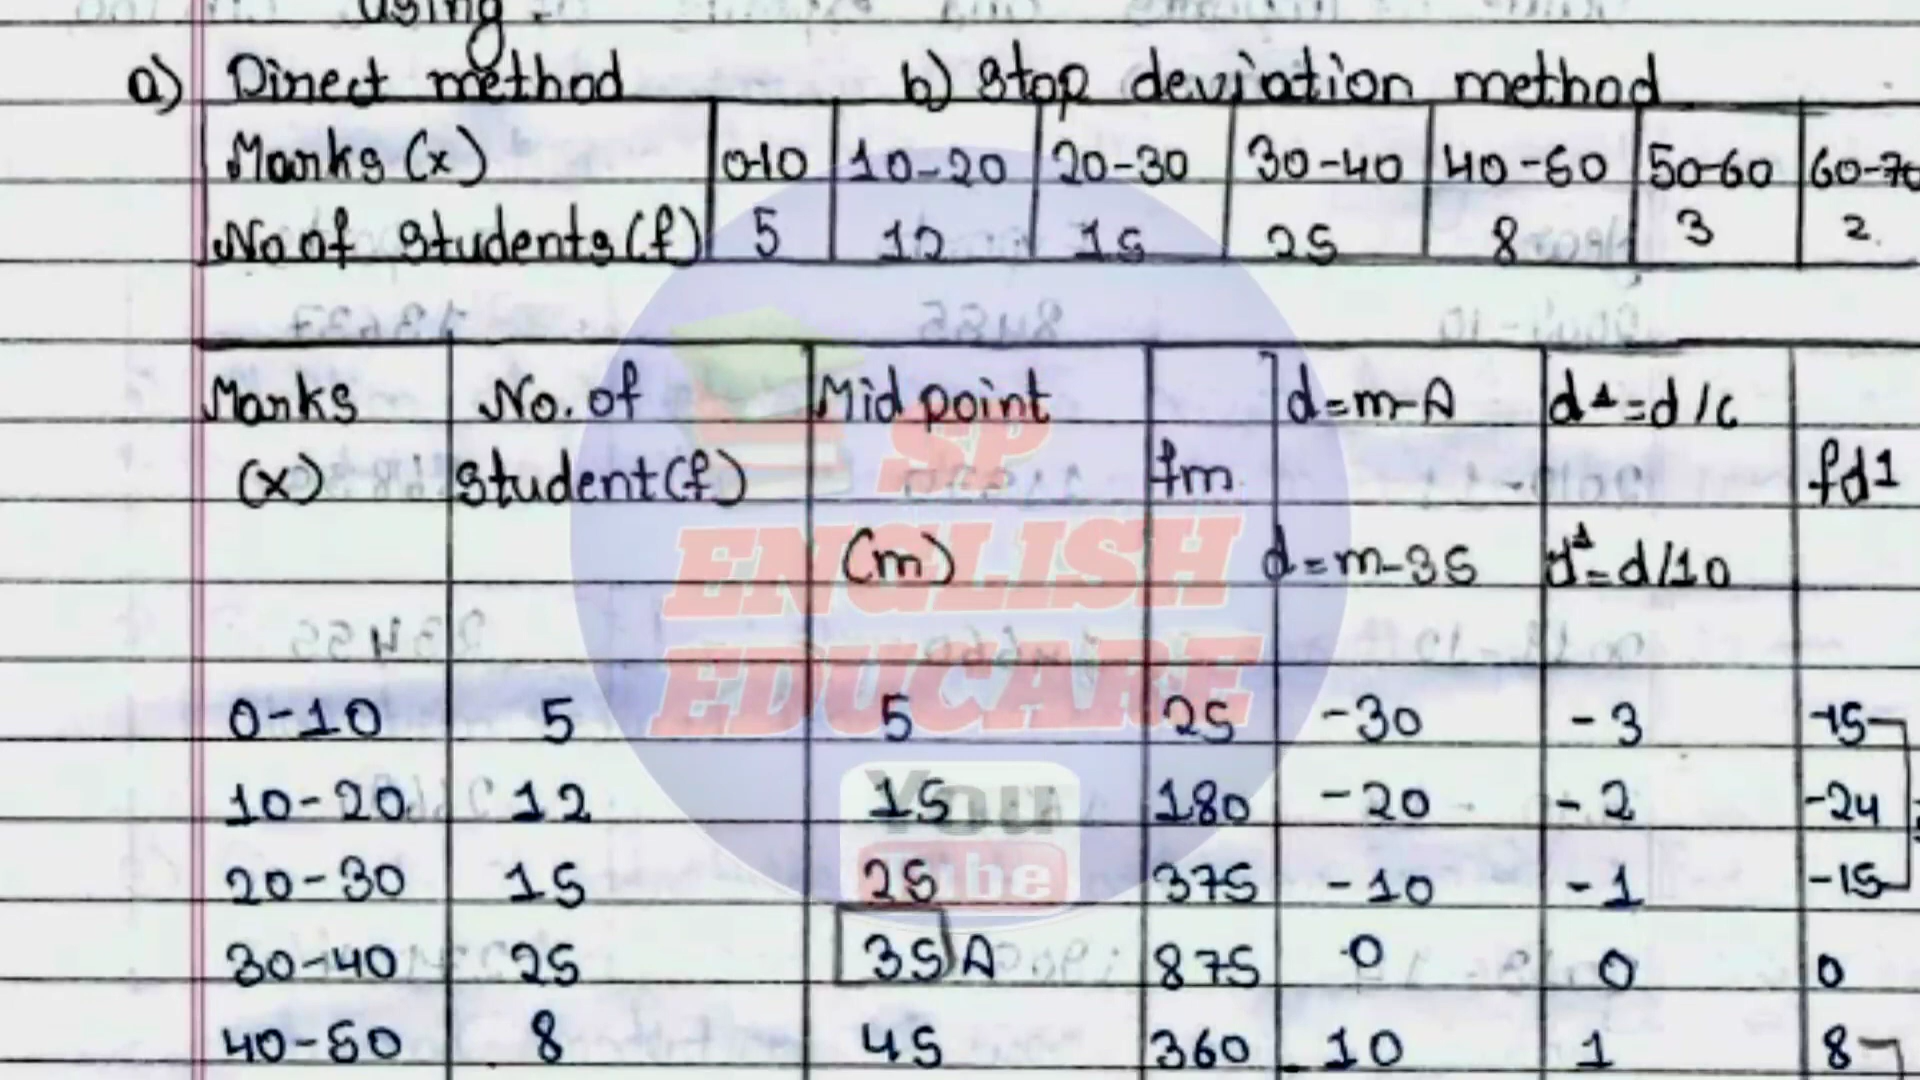 using
a) Direct method b) Step deviation method
Marks (x) 0-10 10-20 20-30 30-40 40-50 50-60 60-70
No of students (f) 5 12 15 25 8 3 2
Marks No. of Mid point d=m-A d1=d/c
(x) student (f) fm fd1
(m) d=m-35 d1=d/10
0-10 5 5 25 -30 -3 -15
10-20 12 15 180 -20 -2 -24
20-30 15 25 375 -10 -1 -15
30-40 25 35 A 875 0 0 0
40-50 8 45 360 10 1 8
SP
ENGLISH
EDUCARE
You
Tube